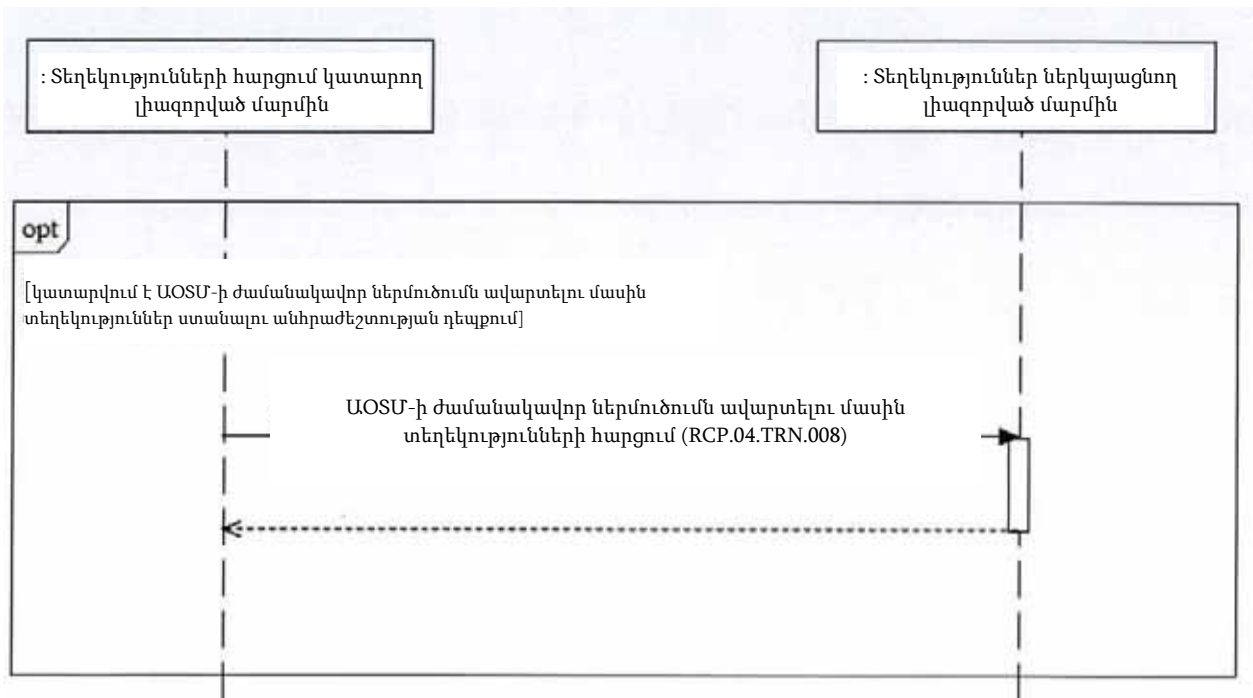 : Տեղեկությունների հարցում կատարող
լիազորված մարմին
: Տեղեկություններ ներկայացնող
լիազորված մարմին
opt
[կատարվում է ԱՕՏՄ-ի ժամանակավոր ներմուծումն ավարտելու մասին
տեղեկություններ ստանալու անհրաժեշտության դեպքում]
ԱՕՏՄ-ի ժամանակավոր ներմուծումն ավարտելու մասին
տեղեկությունների հարցում (RCP.04.TRN.008)